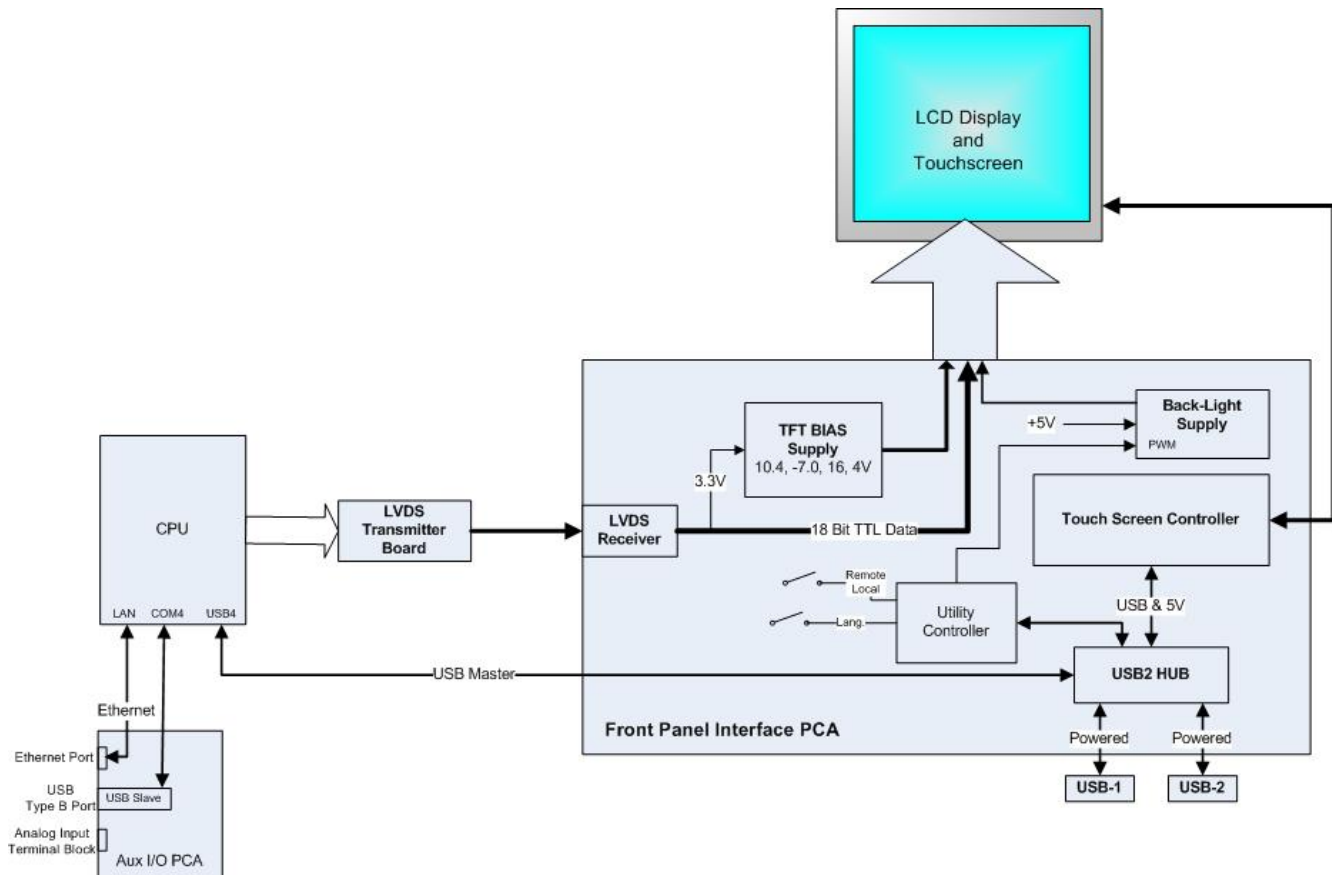 LCD Display
and
Touchscreen
Back-Light
Supply
+5V
PWM
TFT BIAS
Supply
10.4, -7.0, 16, 4V
3.3V
CPU
LVDS
Transmitter
Board
LVDS
Receiver
18 Bit TTL Data
Touch Screen Controller
Remote
Local
Lang.
Utility
Controller
USB & 5V
LAN
COM4
USB4
USB Master
USB2 HUB
Ethernet
Front Panel Interface PCA
Powered
Powered
USB-1
USB-2
Ethernet Port
USB
Type B Port
USB Slave
Analog Input
Terminal Block
Aux I/O PCA